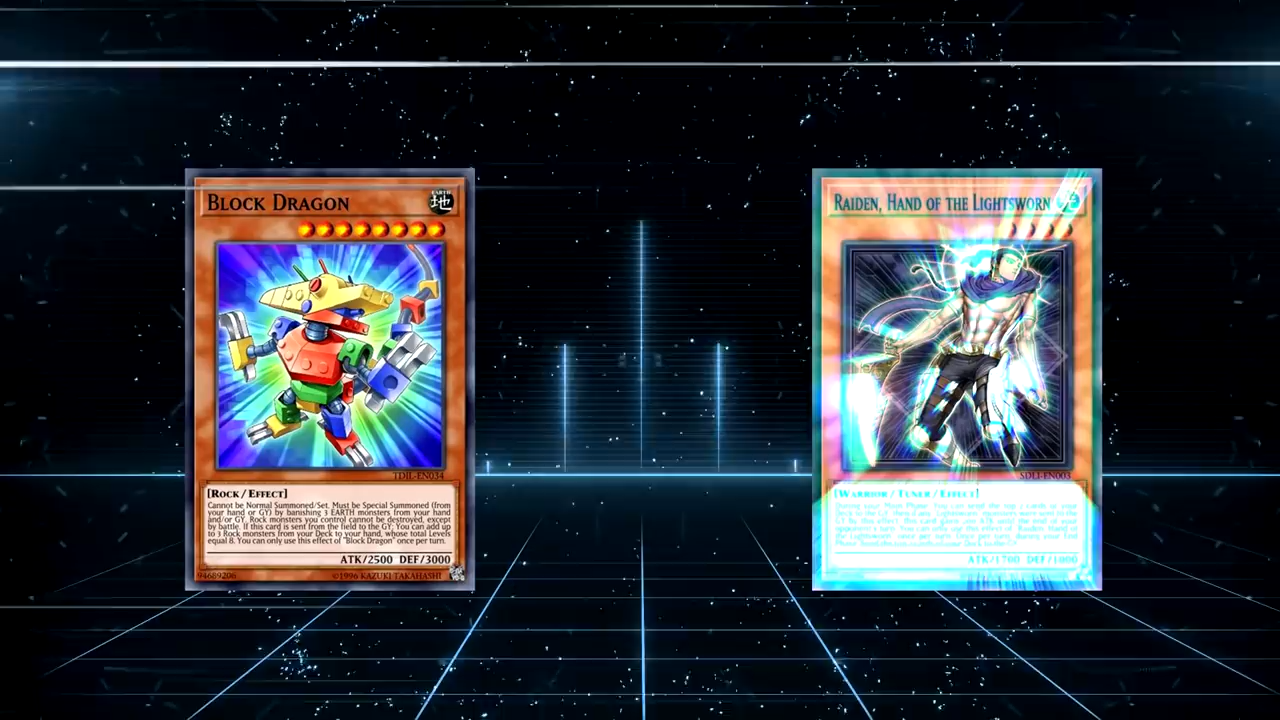 BLOCK DRAGON
EARTH
地
TDIL-EN034
[ROCK / EFFECT]
Cannot be Normal Summoned/Set. Must be Special Summoned (from
your hand or GY) by banishing 3 EARTH monsters from your hand
and/or GY. Rock monsters you control cannot be destroyed, except
by battle. If this card is sent from the field to the GY: You can add up
to 3 Rock monsters from your Deck to your hand, whose total Levels
equal 8. You can only use this effect of "Block Dragon" once per turn.
ATK/2500 DEF/3000
94689206
©1996 KAZUKI TAKAHASHI
RAIDEN, HAND OF THE LIGHTSWORN
SDLI-EN003
[WARRIOR / TUNER / EFFECT]
ATK/1700 DEF/1000